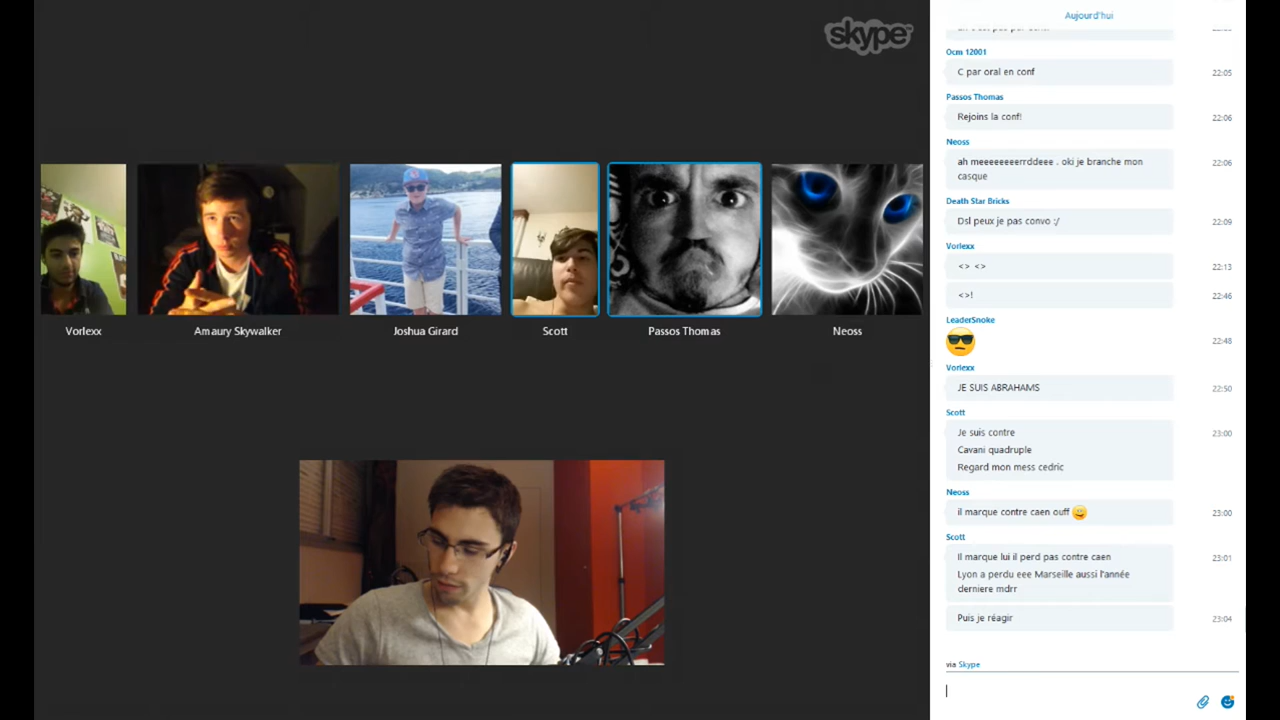 skype
Vorlexx
Amaury Skywalker
Joshua Girard
Scott
Passos Thomas
Neoss
Aujourd'hui
Ocm 12001
C par oral en conf 22:05
Passos Thomas
Rejoins la conf! 22:06
Neoss
ah meeeeeeerrddeee . oki je branche mon 22:06
casque
Death Star Bricks
Dsl peux je pas convo :/ 22:09
Vorlexx
<> <> 22:13
<>! 22:46
LeaderSnoke
22:48
Vorlexx
JE SUIS ABRAHAMS 22:50
Scott
Je suis contre 23:00
Cavani quadruple
Regard mon mess cedric
Neoss
il marque contre caen ouff 23:00
Scott
Il marque lui il perd pas contre caen 23:01
Lyon a perdu eee Marseille aussi l'année
derniere mdrr
Puis je réagir 23:04
via Skype